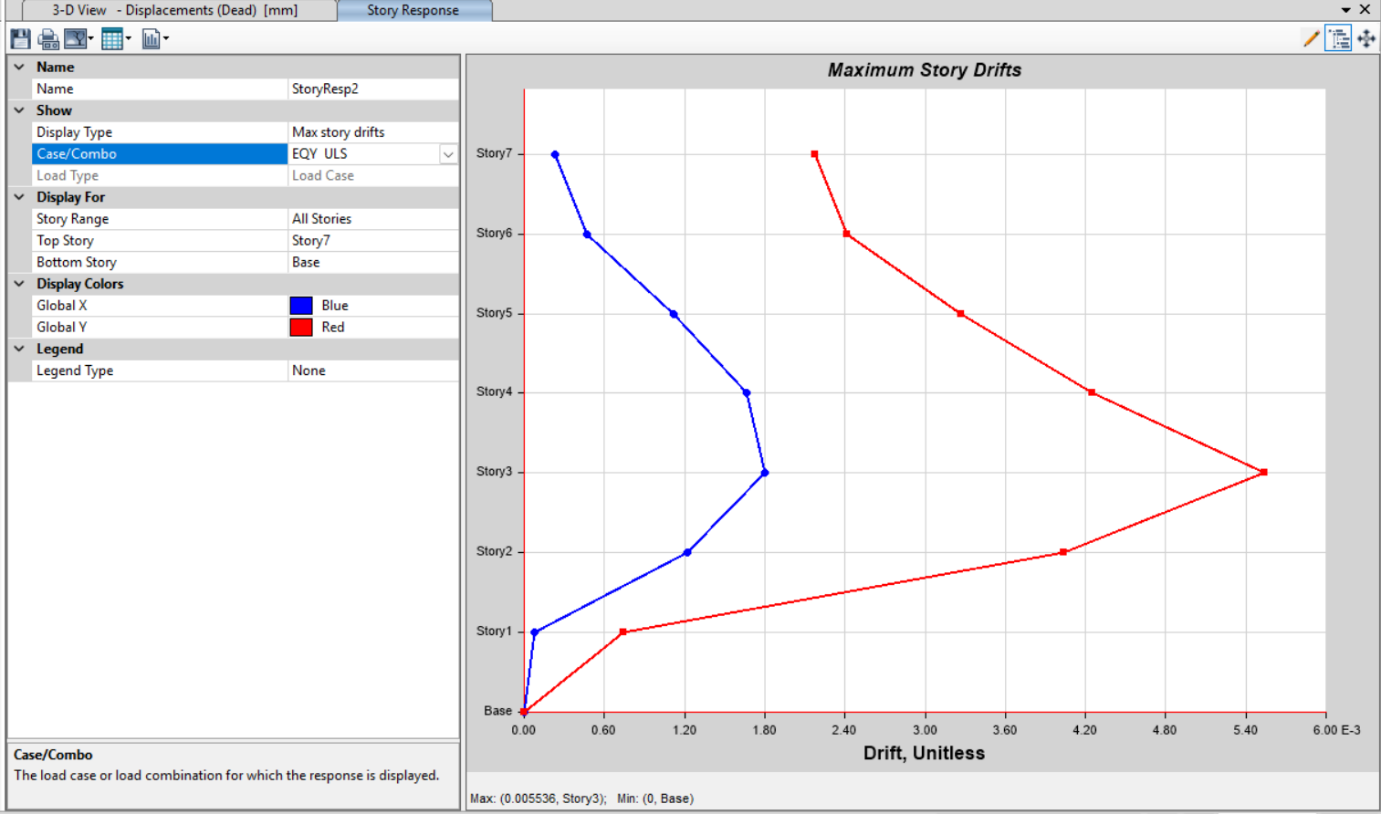 3-D View - Displacements (Dead) [mm]
Story Response
Name
Name StoryResp2
Show
Display Type Max story drifts
Case/Combo EQY ULS
Load Type Load Case
Display For
Story Range All Stories
Top Story Story7
Bottom Story Base
Display Colors
Global X Blue
Global Y Red
Legend
Legend Type None
Case/Combo
The load case or load combination for which the response is displayed.
Maximum Story Drifts
Story7
Story6
Story5
Story4
Story3
Story2
Story1
Base
0.00 0.60 1.20 1.80 2.40 3.00 3.60 4.20 4.80 5.40 6.00 E-3
Drift, Unitless
Max: (0.005536, Story3); Min: (0, Base)